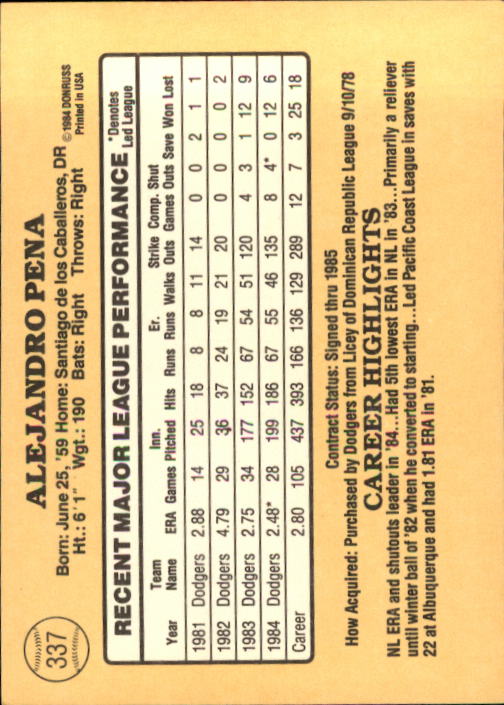 337
ALEJANDRO PENA
© 1984 DONRUSS
Printed in USA
Born: June 25, '59 Home: Santiago de los Caballeros, DR
Ht.: 6'1" Wgt.: 190 Bats: Right Throws: Right
RECENT MAJOR LEAGUE PERFORMANCE *Denotes Led League
Year Team Name ERA Games Inn. Pitched Hits Runs Er. Runs Walks Strike Outs Comp. Games Shut Outs Save Won Lost
1981 Dodgers 2.88 14 25 18 8 8 11 14 0 0 2 1 1
1982 Dodgers 4.79 29 36 37 24 19 21 20 0 0 0 0 2
1983 Dodgers 2.75 34 177 152 67 54 51 120 4 3 1 12 9
1984 Dodgers 2.48* 28 199 186 67 55 46 135 8 4* 0 12 6
Career 2.80 105 437 393 166 136 129 289 12 7 3 25 18
Contract Status: Signed thru 1985
How Acquired: Purchased by Dodgers from Licey of Dominican Republic League 9/10/78
CAREER HIGHLIGHTS
NL ERA and shutouts leader in '84...Had 5th lowest ERA in NL in '83...Primarily a reliever
until winter ball of '82 when he converted to starting...Led Pacific Coast League in saves with
22 at Albuquerque and had 1.81 ERA in '81.